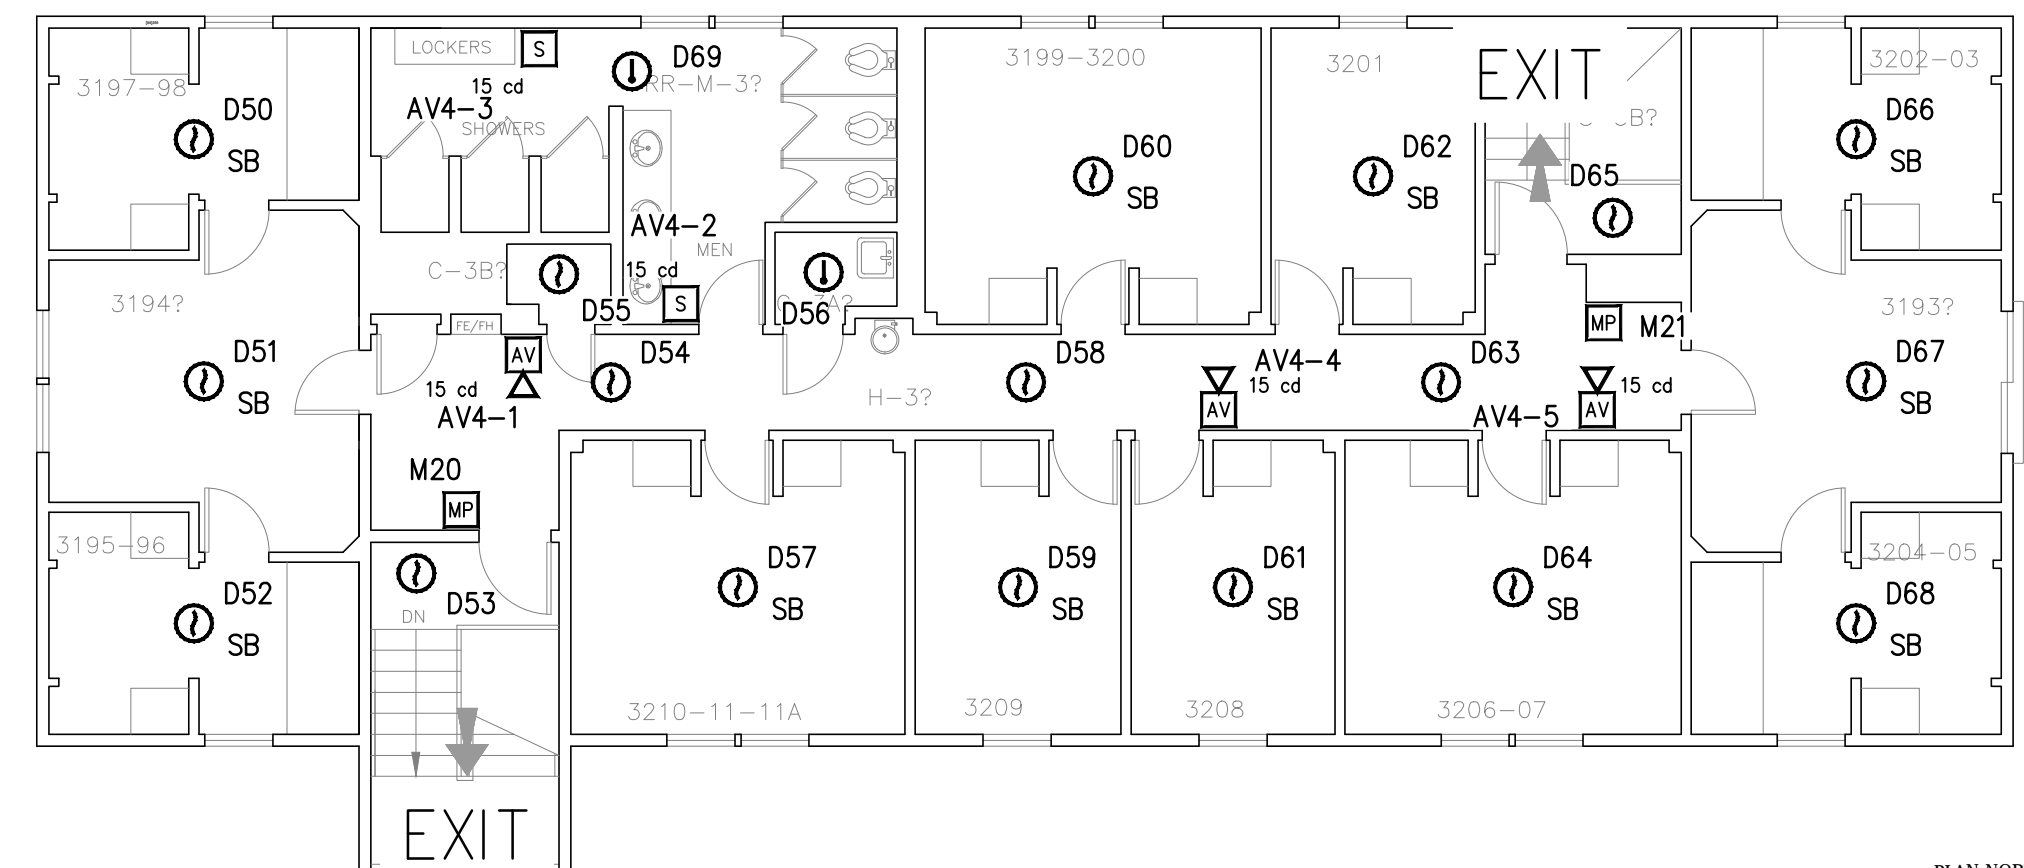 LOCKERS
S
D69
RR-M-3?
3199-3200
3201
EXIT
3202-03
3197-98
15 cd
AV4-3
SHOWERS
D50
SB
D60
SB
D62
SB
D65
D66
SB
AV4-2
MEN
15 cd
S
C-3B?
D55
D56
3194?
FE/FH
MP
M21
3193?
D51
SB
AV
15 cd
AV4-1
D54
D58
H-3?
AV4-4
15 cd
AV
D63
AV4-5
15 cd
AV
D67
SB
M20
MP
3195-96
D52
SB
D53
DN
D57
SB
D59
SB
D61
SB
D64
SB
3204-05
D68
SB
3210-11-11A
3209
3208
3206-07
EXIT